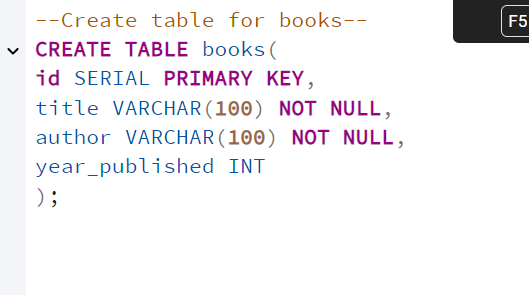 --Create table for books--
F5
CREATE TABLE books(
id SERIAL PRIMARY KEY,
title VARCHAR(100) NOT NULL,
author VARCHAR(100) NOT NULL,
year_published INT
);